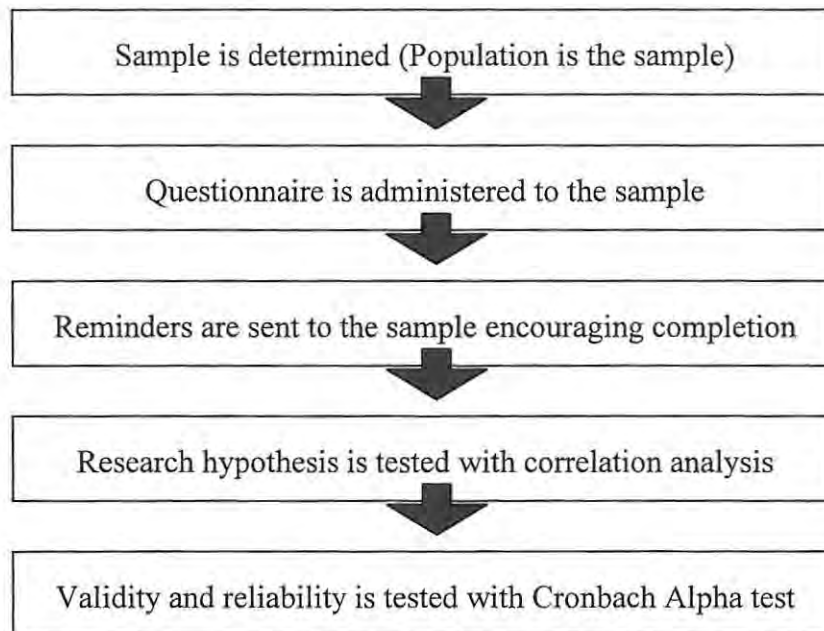 Sample is determined (Population is the sample)
Questionnaire is administered to the sample
Reminders are sent to the sample encouraging completion
Research hypothesis is tested with correlation analysis
Validity and reliability is tested with Cronbach Alpha test